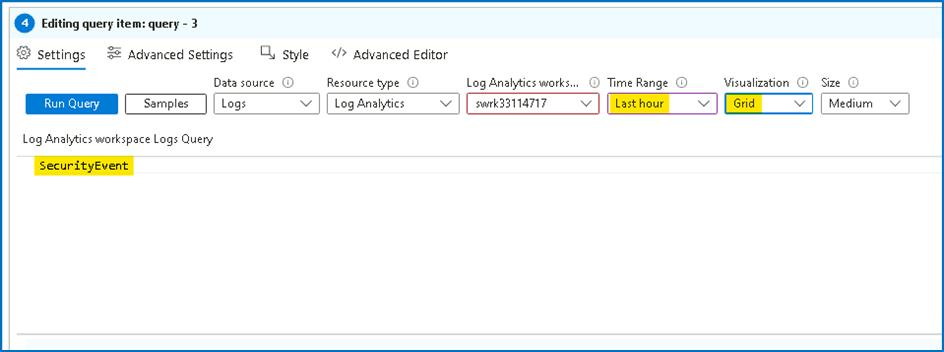 4 Editing query item: query - 3
Settings Advanced Settings Style </> Advanced Editor
Data source Resource type Log Analytics works... Time Range Visualization Size
Run Query Samples Logs Log Analytics swrk33114717 Last hour Grid Medium
Log Analytics workspace Logs Query
SecurityEvent